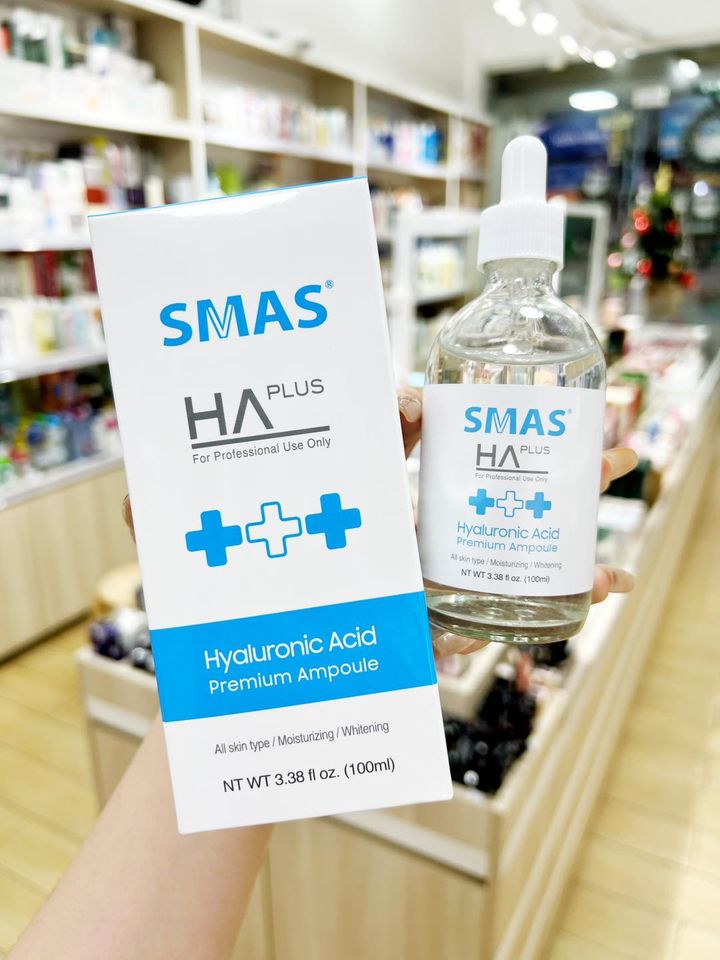 SMAS®
HA PLUS
For Professional Use Only
Hyaluronic Acid
Premium Ampoule
All skin type / Moisturizing / Whitening
NT WT 3.38 fl oz. (100ml)
SMAS®
HA PLUS
For Professional Use Only
Hyaluronic Acid
Premium Ampoule
All skin type / Moisturizing / Whitening
NT WT 3.38 fl oz. (100ml)